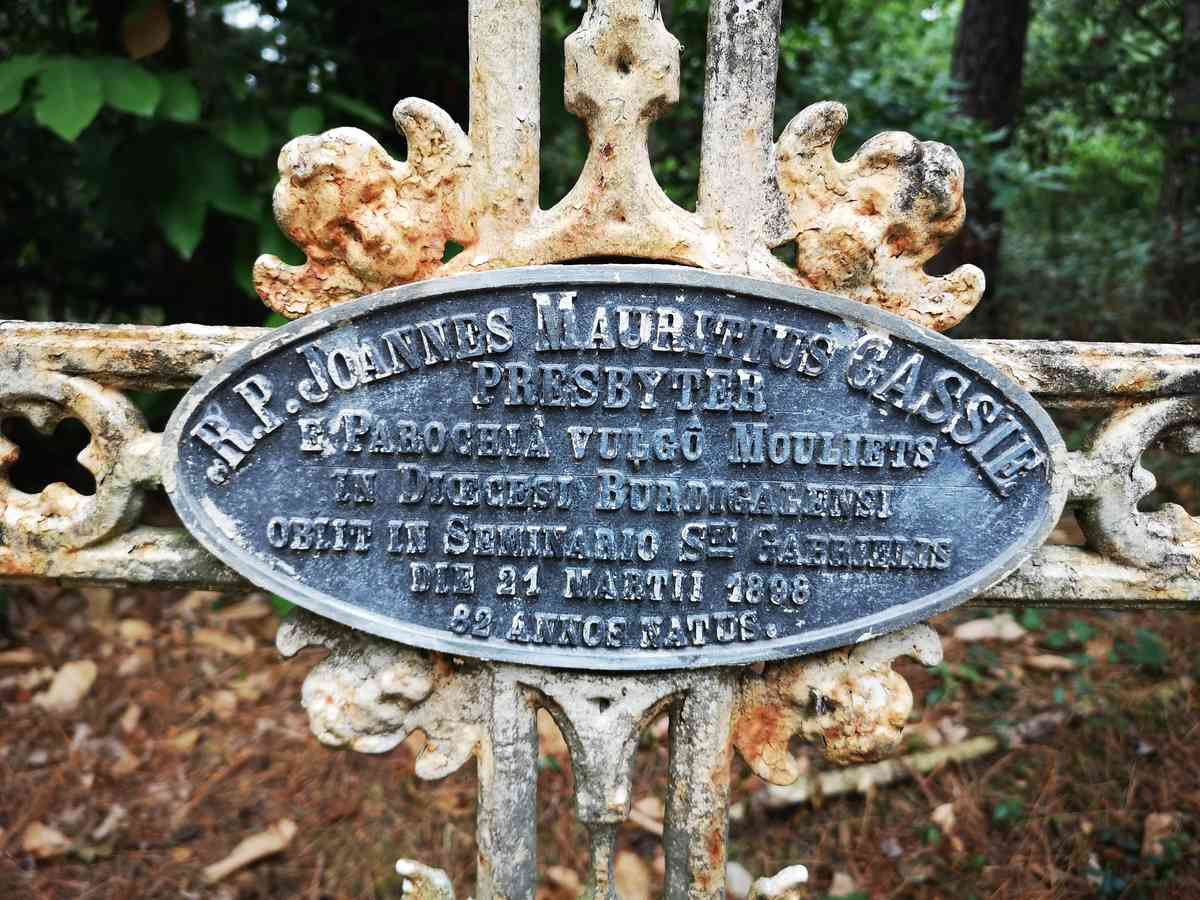 R.P. JOANNES MAURITIUS GASSIE
PRESBYTER
E PAROCHIÂ VULGÔ MOULIETS
IN DIŒCESI BURDIGALENSI
OBIIT IN SEMINARIO STI GABRIELIS
DIE 21 MARTII 1898
82 ANNOS NATUS.